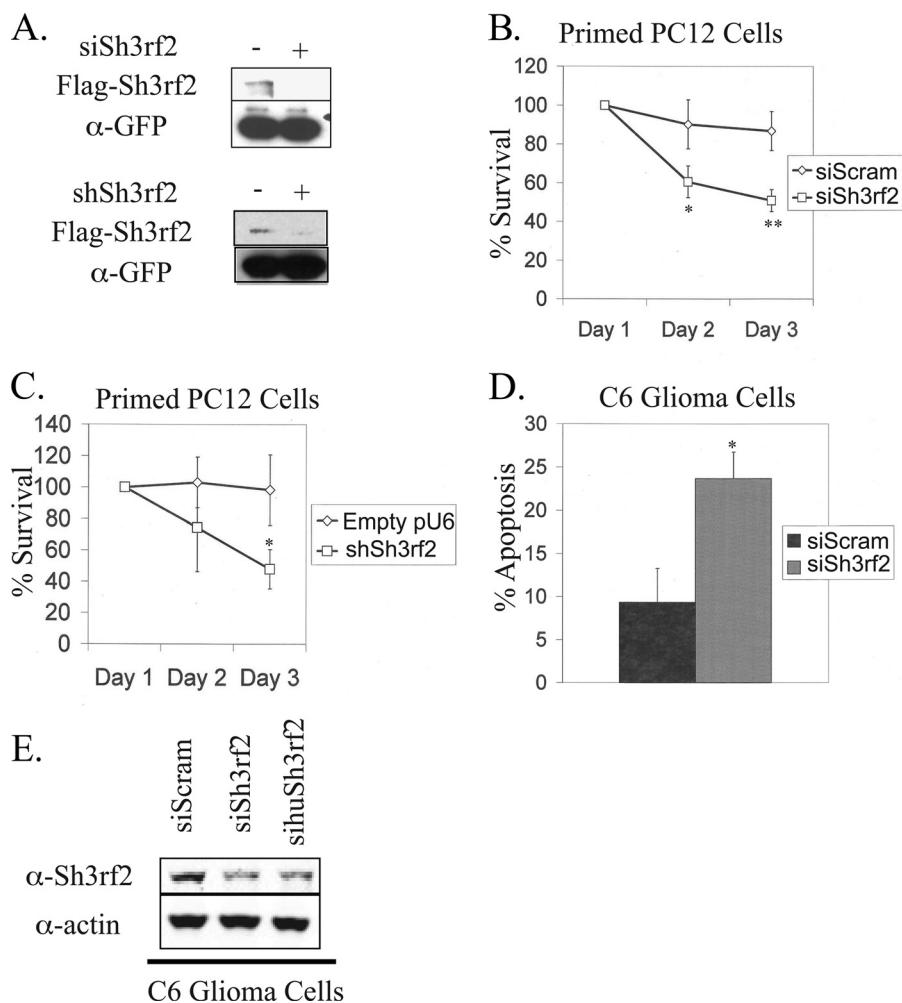 A.
siSh3rf2 - +
Flag-Sh3rf2
α-GFP
shSh3rf2 - +
Flag-Sh3rf2
α-GFP
B.
Primed PC12 Cells
% Survival
120
100
80
60
40
20
0
Day 1 Day 2 Day 3
*
**
siScram
siSh3rf2
C.
Primed PC12 Cells
% Survival
140
120
100
80
60
40
20
0
Day 1 Day 2 Day 3
*
Empty pU6
shSh3rf2
D.
C6 Glioma Cells
% Apoptosis
30
25
20
15
10
5
0
*
siScram
siSh3rf2
E.
siScram
siSh3rf2
sihuSh3rf2
α-Sh3rf2
α-actin
C6 Glioma Cells